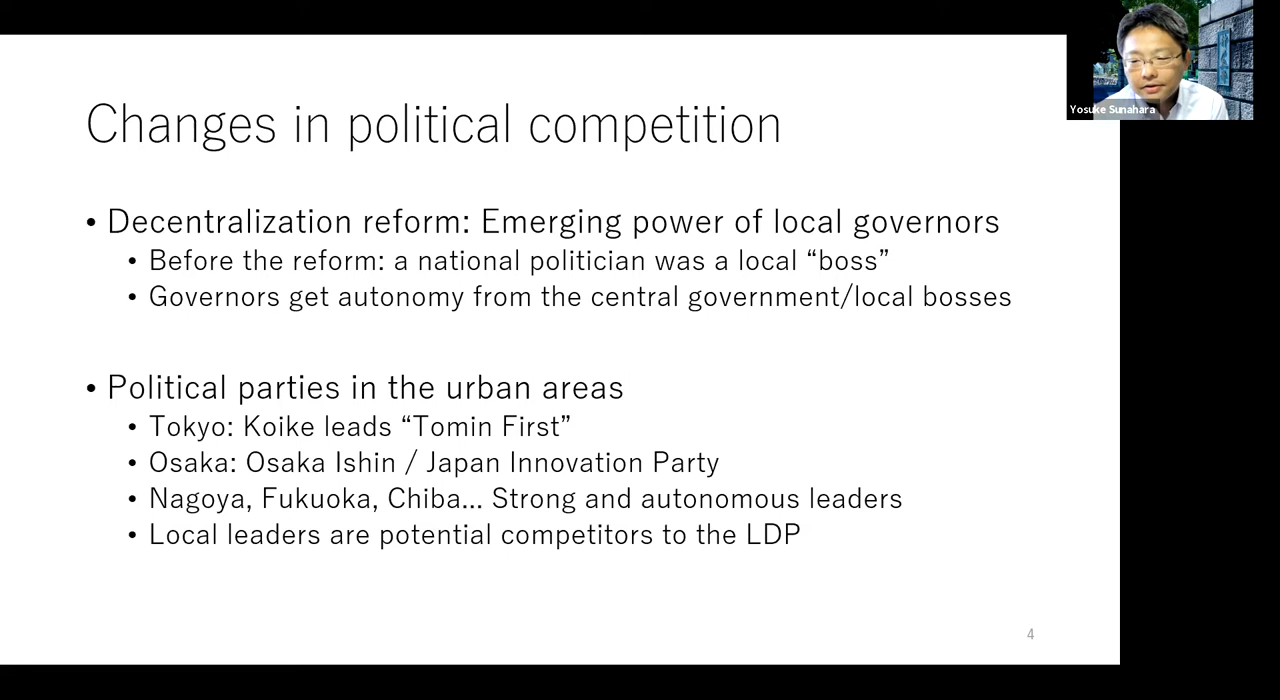 Yosuke Sunahara
Changes in political competition
• Decentralization reform: Emerging power of local governors
• Before the reform: a national politician was a local “boss”
• Governors get autonomy from the central government/local bosses
• Political parties in the urban areas
• Tokyo: Koike leads “Tomin First”
• Osaka: Osaka Ishin / Japan Innovation Party
• Nagoya, Fukuoka, Chiba... Strong and autonomous leaders
• Local leaders are potential competitors to the LDP
4